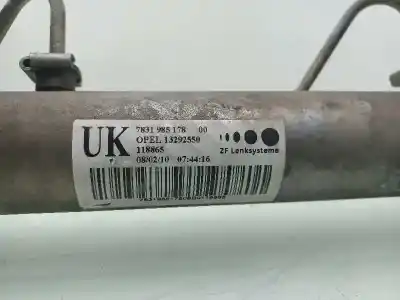 UK
7831 985 178 00
OPEL 13292550
118865
08/02/10 07:44:16
ZF Lenksysteme